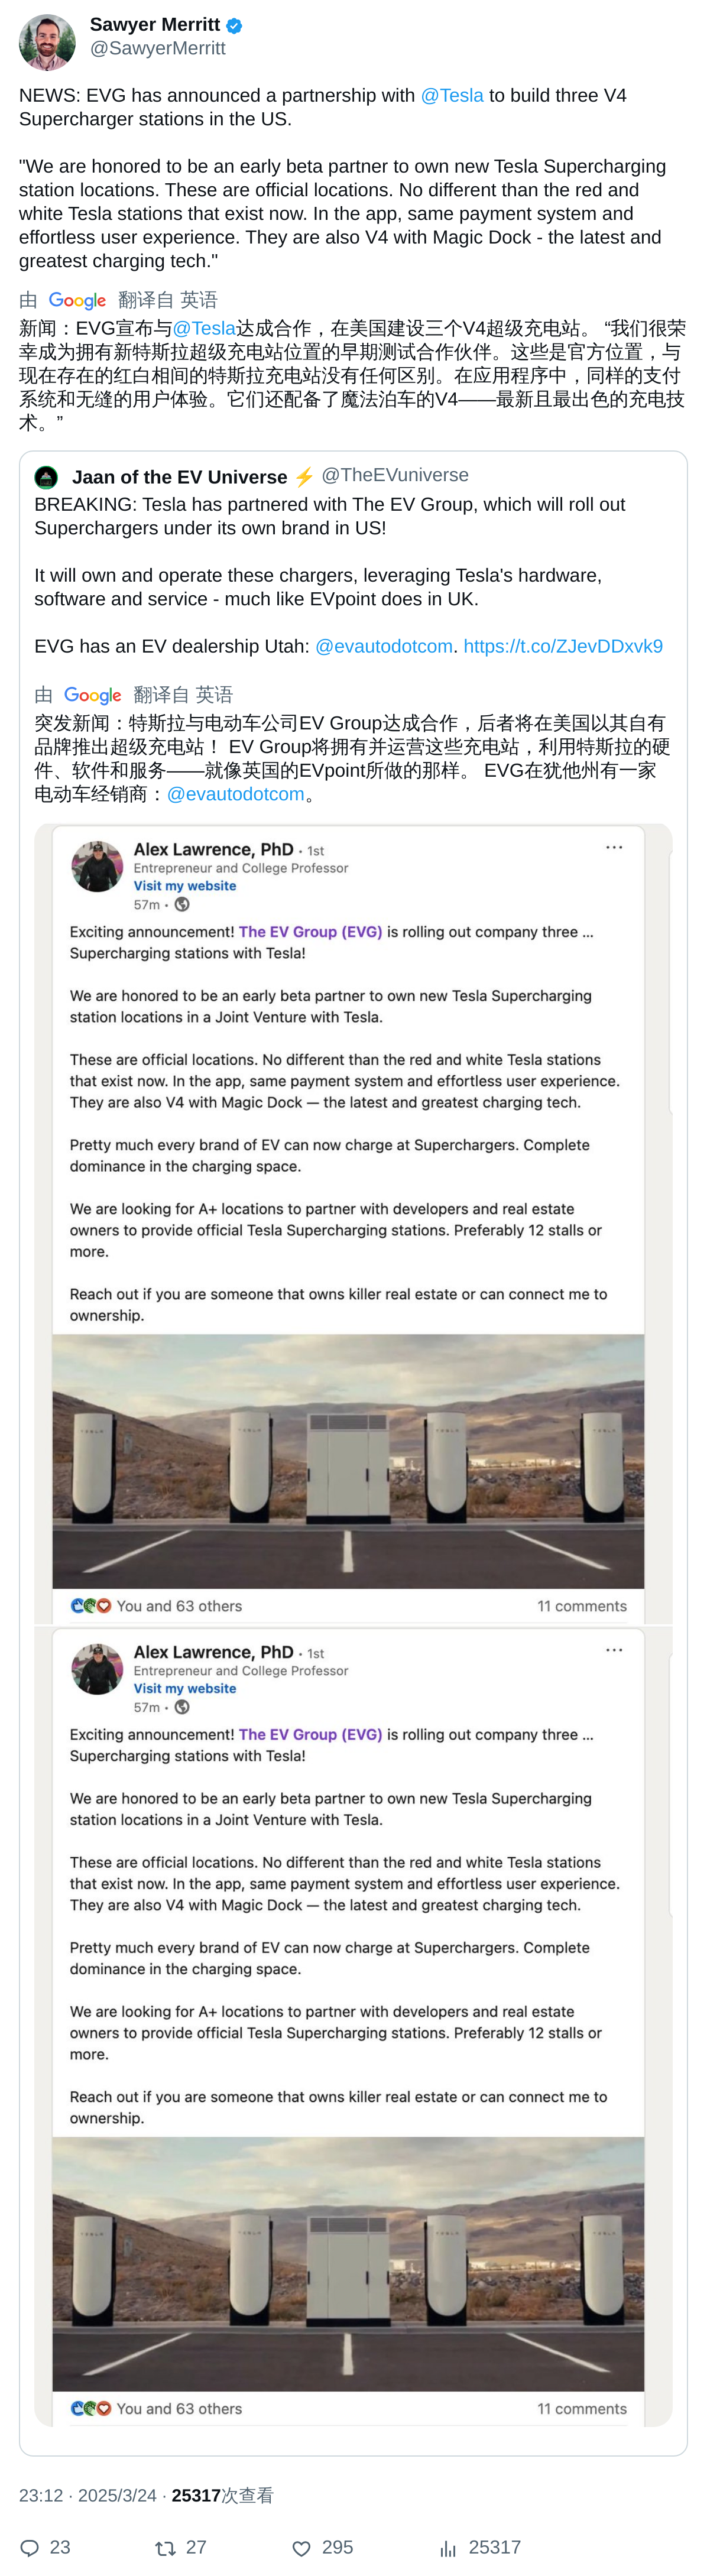 Sawyer Merritt
@SawyerMerritt
NEWS: EVG has announced a partnership with @Tesla to build three V4
Supercharger stations in the US.
"We are honored to be an early beta partner to own new Tesla Supercharging
station locations. These are official locations. No different than the red and
white Tesla stations that exist now. In the app, same payment system and
effortless user experience. They are also V4 with Magic Dock - the latest and
greatest charging tech."
由 Google 翻译自 英语
新闻：EVG宣布与@Tesla达成合作，在美国建设三个V4超级充电站。 “我们很荣
幸成为拥有新特斯拉超级充电站位置的早期测试合作伙伴。这些是官方位置，与
现在存在的红白相间的特斯拉充电站没有任何区别。在应用程序中，同样的支付
系统和无缝的用户体验。它们还配备了魔法泊车的V4——最新且最出色的充电技
术。”
Jaan of the EV Universe ⚡ @TheEVuniverse
BREAKING: Tesla has partnered with The EV Group, which will roll out
Superchargers under its own brand in US!
It will own and operate these chargers, leveraging Tesla's hardware,
software and service - much like EVpoint does in UK.
EVG has an EV dealership Utah: @evautodotcom. https://t.co/ZJevDDxvk9
由 Google 翻译自 英语
突发新闻：特斯拉与电动车公司EV Group达成合作，后者将在美国以其自有
品牌推出超级充电站！ EV Group将拥有并运营这些充电站，利用特斯拉的硬
件、软件和服务——就像英国的EVpoint所做的那样。 EVG在犹他州有一家
电动车经销商：@evautodotcom。
Alex Lawrence, PhD • 1st
Entrepreneur and College Professor
Visit my website
57m •
Exciting announcement! The EV Group (EVG) is rolling out company three ...
Supercharging stations with Tesla!
We are honored to be an early beta partner to own new Tesla Supercharging
station locations in a Joint Venture with Tesla.
These are official locations. No different than the red and white Tesla stations
that exist now. In the app, same payment system and effortless user experience.
They are also V4 with Magic Dock — the latest and greatest charging tech.
Pretty much every brand of EV can now charge at Superchargers. Complete
dominance in the charging space.
We are looking for A+ locations to partner with developers and real estate
owners to provide official Tesla Supercharging stations. Preferably 12 stalls or
more.
Reach out if you are someone that owns killer real estate or can connect me to
ownership.
TESLA TESLA TESLA TESLA
You and 63 others 11 comments
Alex Lawrence, PhD • 1st
Entrepreneur and College Professor
Visit my website
57m •
Exciting announcement! The EV Group (EVG) is rolling out company three ...
Supercharging stations with Tesla!
We are honored to be an early beta partner to own new Tesla Supercharging
station locations in a Joint Venture with Tesla.
These are official locations. No different than the red and white Tesla stations
that exist now. In the app, same payment system and effortless user experience.
They are also V4 with Magic Dock — the latest and greatest charging tech.
Pretty much every brand of EV can now charge at Superchargers. Complete
dominance in the charging space.
We are looking for A+ locations to partner with developers and real estate
owners to provide official Tesla Supercharging stations. Preferably 12 stalls or
more.
Reach out if you are someone that owns killer real estate or can connect me to
ownership.
TESLA TESLA TESLA TESLA
You and 63 others 11 comments
23:12 · 2025/3/24 · 25317次查看
23 27 295 25317